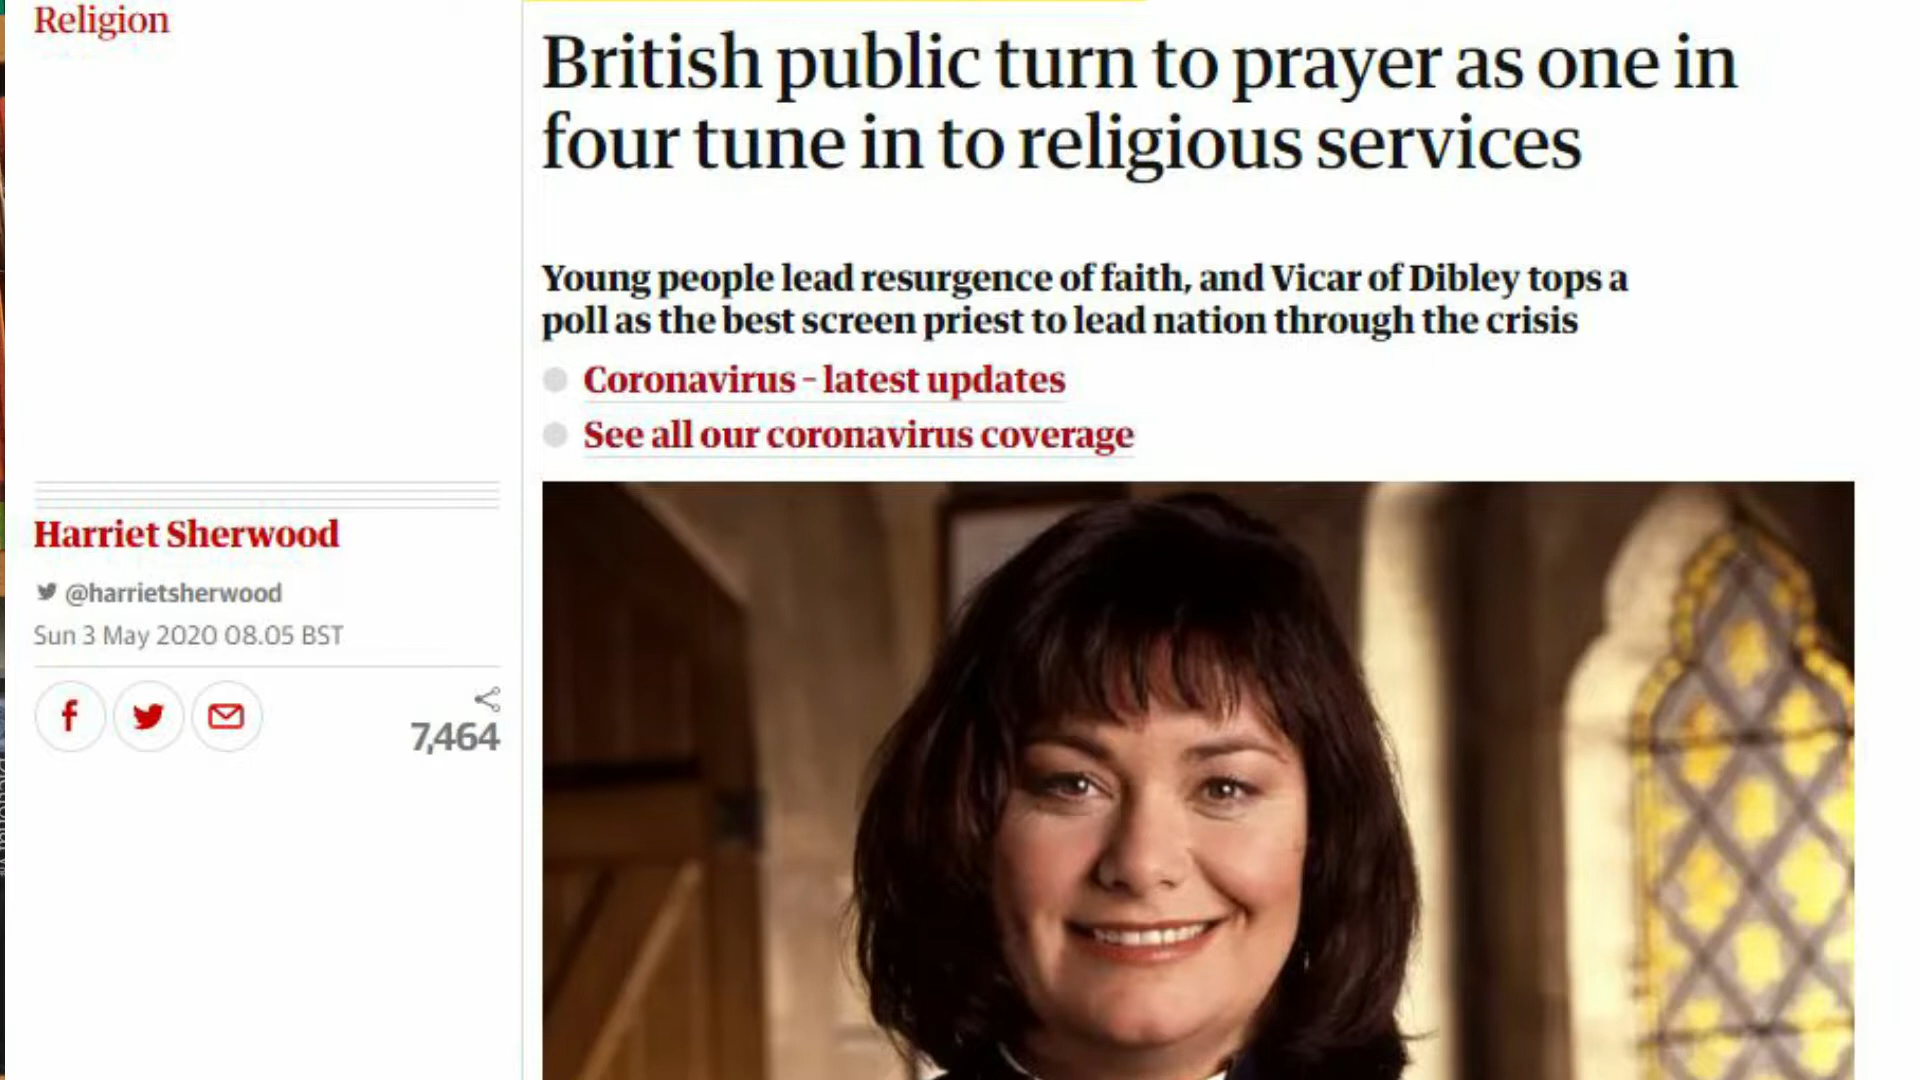 Religion
British public turn to prayer as one in
four tune in to religious services
Young people lead resurgence of faith, and Vicar of Dibley tops a
poll as the best screen priest to lead nation through the crisis
Coronavirus – latest updates
See all our coronavirus coverage
Harriet Sherwood
@harrietsherwood
Sun 3 May 2020 08.05 BST
7,464